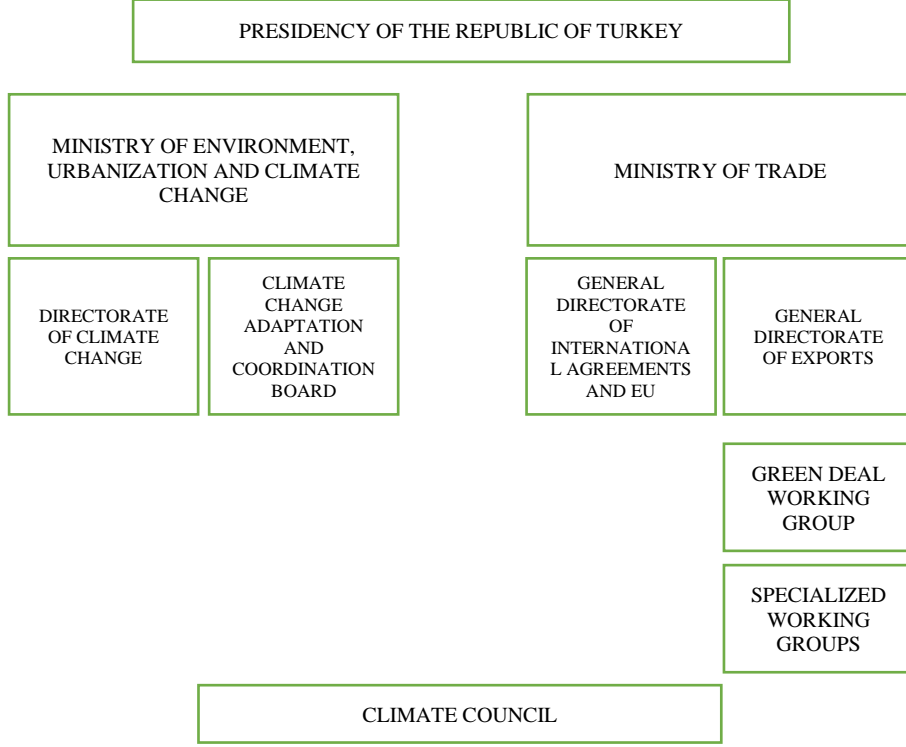 PRESIDENCY OF THE REPUBLIC OF TURKEY
MINISTRY OF ENVIRONMENT,
URBANIZATION AND CLIMATE
CHANGE
MINISTRY OF TRADE
DIRECTORATE
OF CLIMATE
CHANGE
CLIMATE
CHANGE
ADAPTATION
AND
COORDINATION
BOARD
GENERAL
DIRECTORATE
OF
INTERNATIONA
L AGREEMENTS
AND EU
GENERAL
DIRECTORATE
OF EXPORTS
GREEN DEAL
WORKING
GROUP
SPECIALIZED
WORKING
GROUPS
CLIMATE COUNCIL